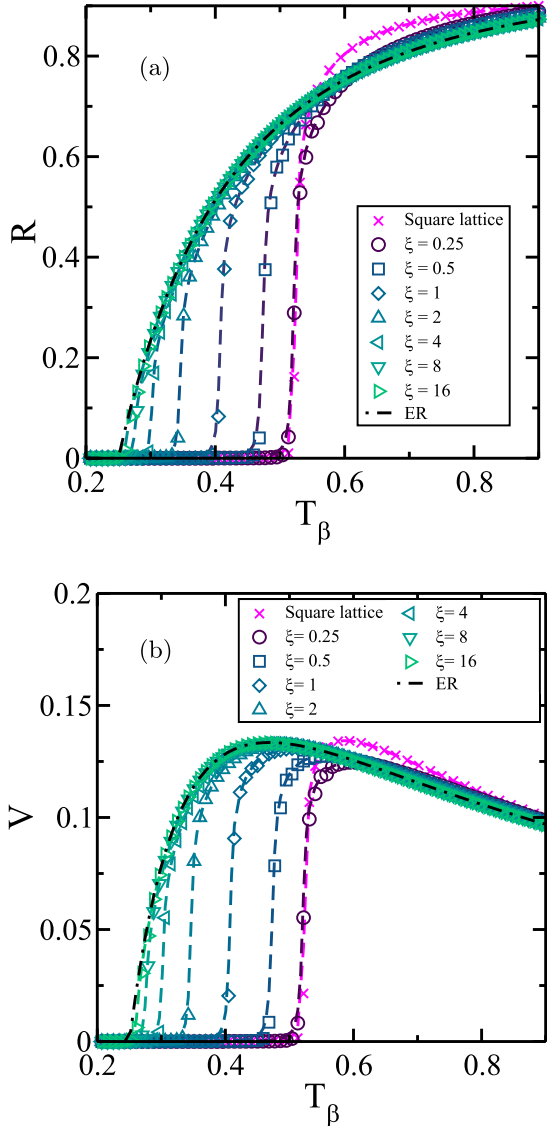 (a)
R
0.8
0.6
0.4
0.2
0
Square lattice
ξ = 0.25
ξ = 0.5
ξ = 1
ξ = 2
ξ = 4
ξ = 8
ξ = 16
ER
0.2 0.4 0.6 0.8
T_β
(b)
V
0.2
0.15
0.1
0.05
0
Square lattice ξ= 4
ξ= 0.25 ξ= 8
ξ= 0.5 ξ= 16
ξ= 1 ER
ξ= 2
0.2 0.4 0.6 0.8
T_β